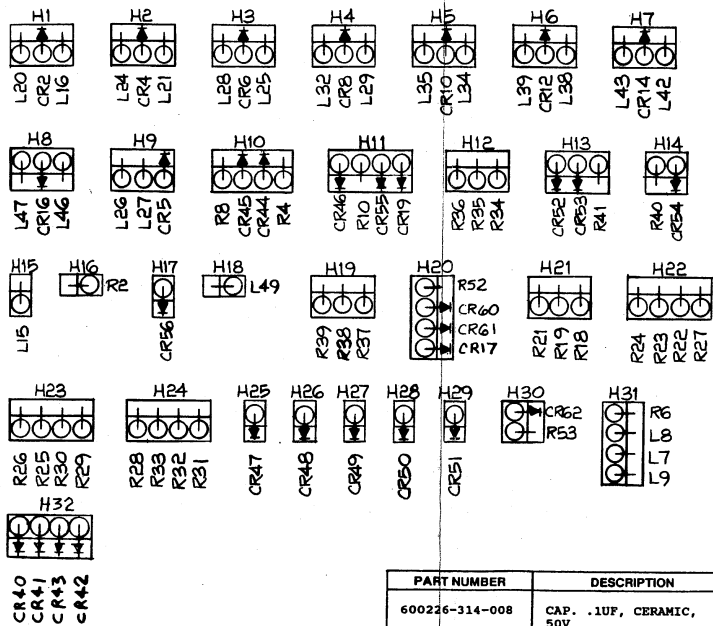 H1 H2 H3 H4 H5 H6 H7
L20 CR2 L16 L24 CR4 L21 L28 CR6 L25 L32 CR8 L29 L35 CR10 L34 L39 CR12 L38 L43 CR14 L42
H8 H9 H10 H11 H12 H13 H14
L47 CR16 L46 L26 L27 CR5 R8 CR45 CR44 R4 CR46 R10 CR55 CR19 R36 R35 R34 CR52 CR53 R41 R40 CR54
H15 H16 H17 H18 H19 H20 H21 H22
R2 L49 R52
CR60
CR61
CR17
L15 CR56 R39 R38 R37 R21 R19 R18 R24 R23 R22 R27
H23 H24 H25 H26 H27 H28 H29 H30 H31
CR62 R6
R53 L8
L7
L9
R26 R25 R30 R29 R28 R33 R32 R31 CR47 CR48 CR49 CR50 CR51
H32
CR40 CR41 CR43 CR42
PART NUMBER DESCRIPTION
600226-314-008 CAP. .1UF, CERAMIC,
50V